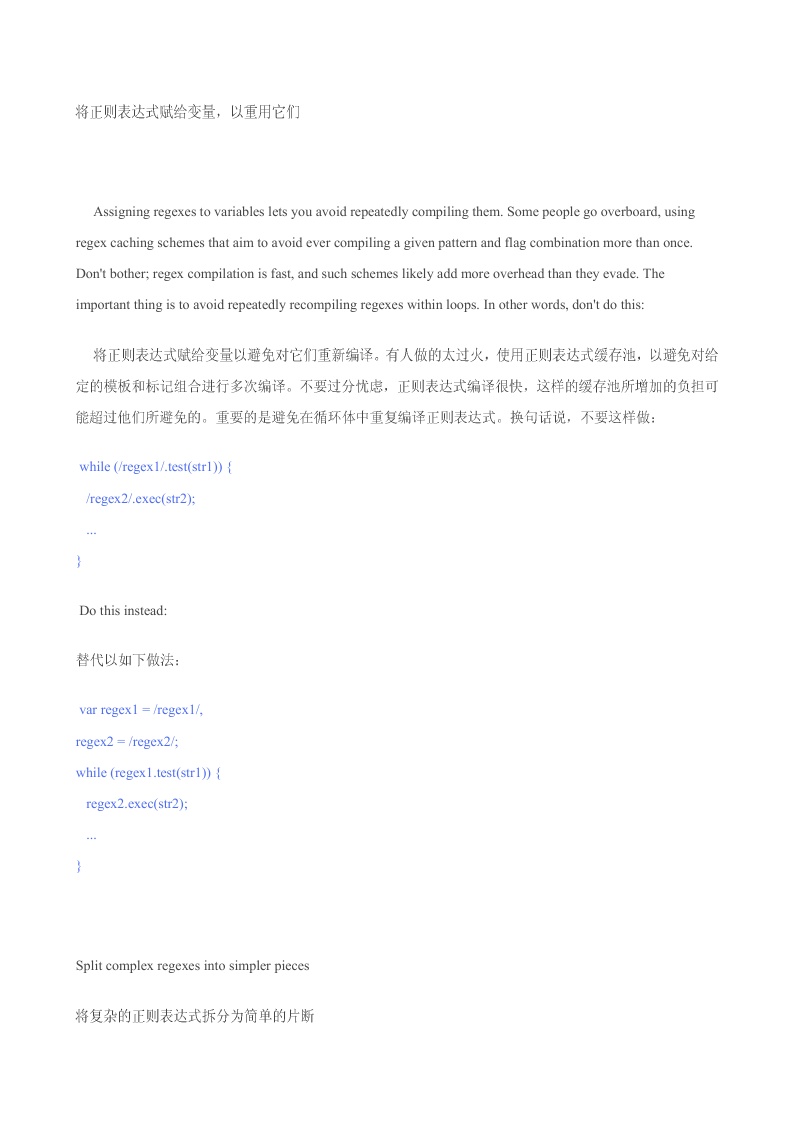 将正则表达式赋给变量，以重用它们
Assigning regexes to variables lets you avoid repeatedly compiling them. Some people go overboard, using
regex caching schemes that aim to avoid ever compiling a given pattern and flag combination more than once.
Don't bother; regex compilation is fast, and such schemes likely add more overhead than they evade. The
important thing is to avoid repeatedly recompiling regexes within loops. In other words, don't do this:
将正则表达式赋给变量以避免对它们重新编译。有人做的太过火，使用正则表达式缓存池，以避免对给
定的模板和标记组合进行多次编译。不要过分忧虑，正则表达式编译很快，这样的缓存池所增加的负担可
能超过他们所避免的。重要的是避免在循环体中重复编译正则表达式。换句话说，不要这样做：
while (/regex1/.test(str1)) {
/regex2/.exec(str2);
...
}
Do this instead:
替代以如下做法：
var regex1 = /regex1/,
regex2 = /regex2/;
while (regex1.test(str1)) {
regex2.exec(str2);
...
}
Split complex regexes into simpler pieces
将复杂的正则表达式拆分为简单的片断